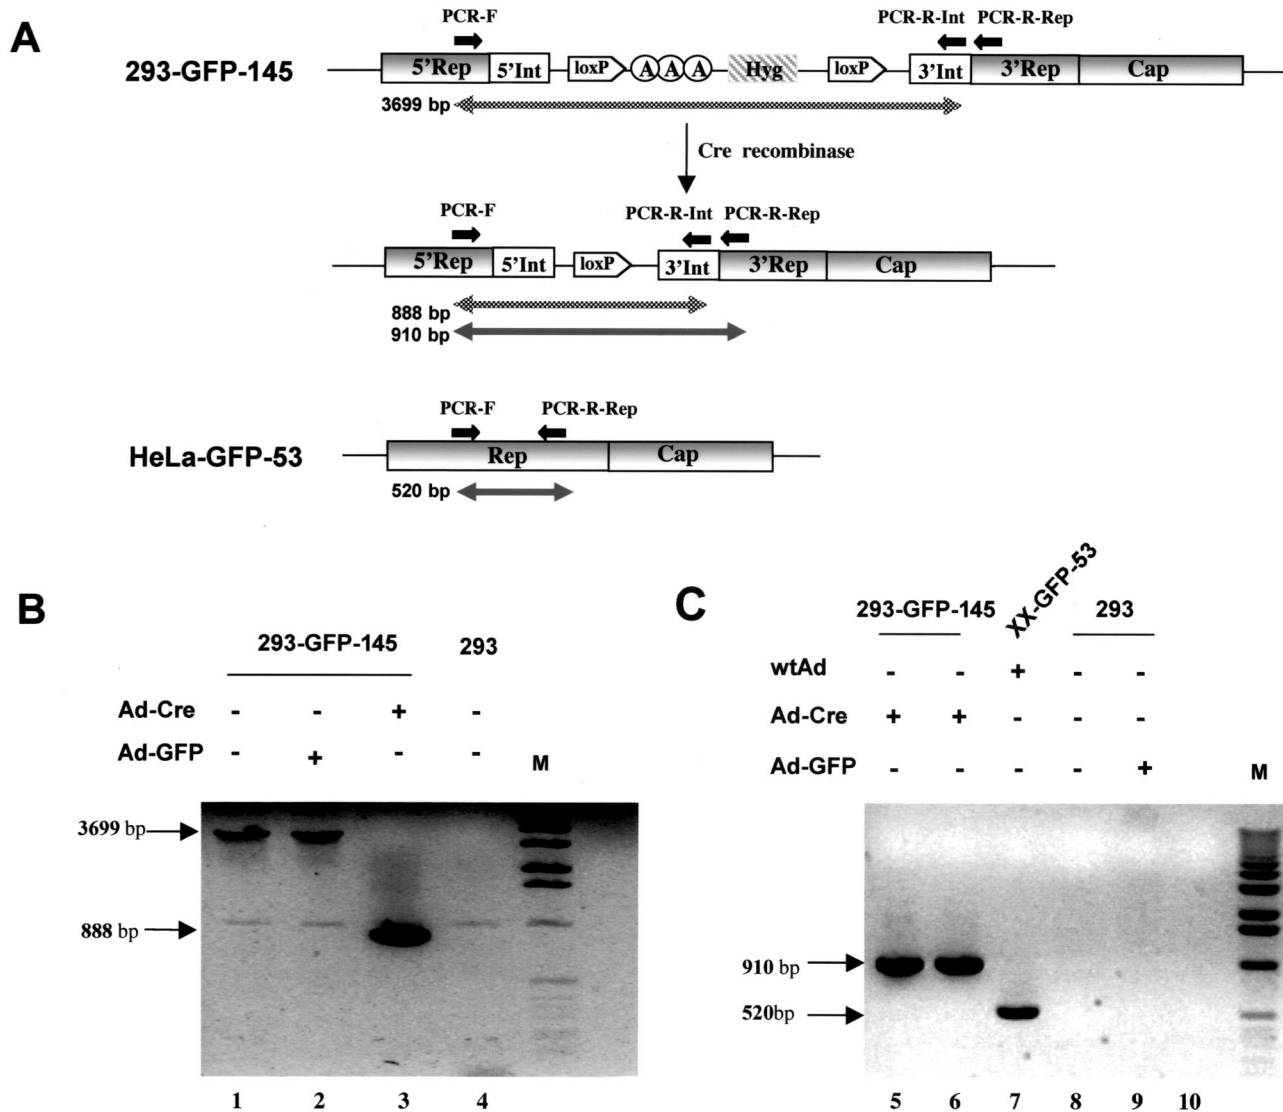 A
PCR-F
PCR-R-Int
PCR-R-Rep
293-GFP-145
5'Rep
5'Int
loxP
A
A
A
Hyg
loxP
3'Int
3'Rep
Cap
3699 bp
Cre recombinase
PCR-F
PCR-R-Int
PCR-R-Rep
5'Rep
5'Int
loxP
3'Int
3'Rep
Cap
888 bp
910 bp
PCR-F
PCR-R-Rep
HeLa-GFP-53
Rep
Cap
520 bp
B
293-GFP-145
293
Ad-Cre - - + -
Ad-GFP - + - -
M
3699 bp
888 bp
1 2 3 4
C
293-GFP-145
XX-GFP-53
293
wtAd - - + - -
Ad-Cre + + - - -
Ad-GFP - - - - +
M
910 bp
520bp
5 6 7 8 9 10